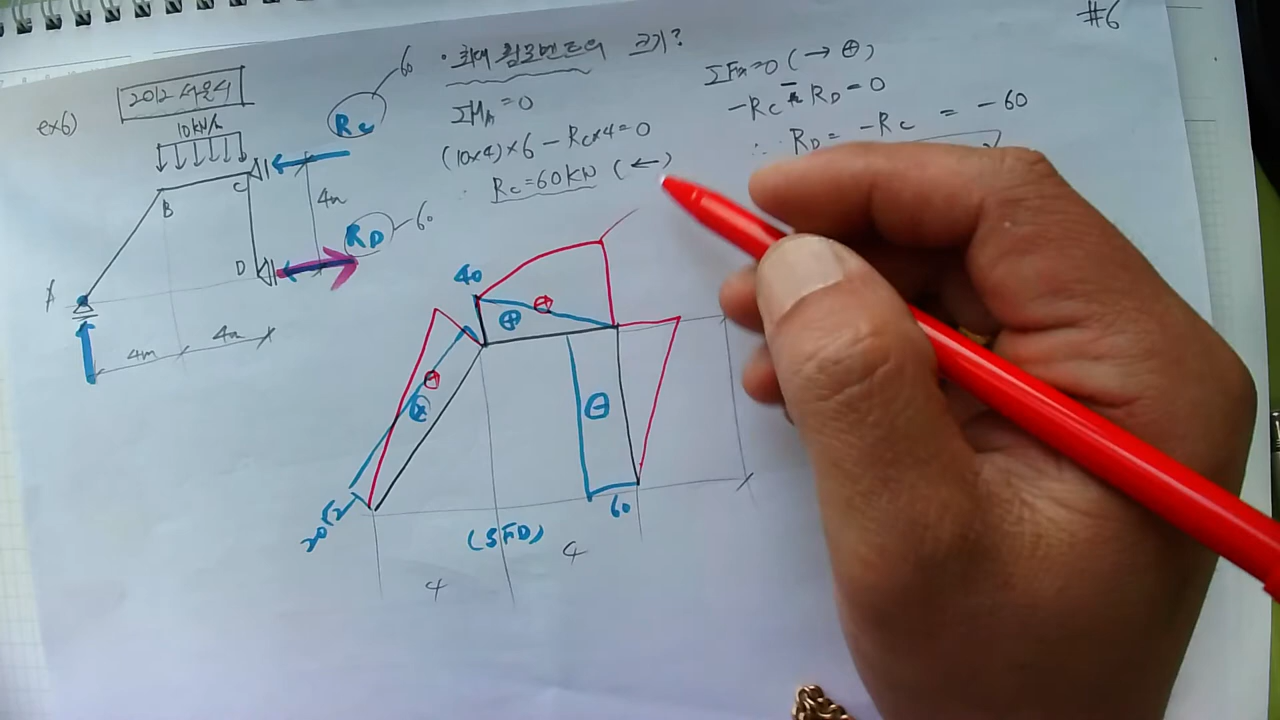 #6
ex6) 2012 서울시
10kN/m
B
C
D
A
4m
4m
4m
Rc 60
RD 60
• 최대 휨모멘트의 크기?
ΣMA=0
(10×4)×6 - Rc×4=0
∴ Rc=60kN (←)
ΣFx=0 (→ ⊕)
-Rc - RD = 0
∴ RD = -Rc = -60
40
⊕
⊕
⊕
⊕
⊖
20√2
60
(SFD)
4
4